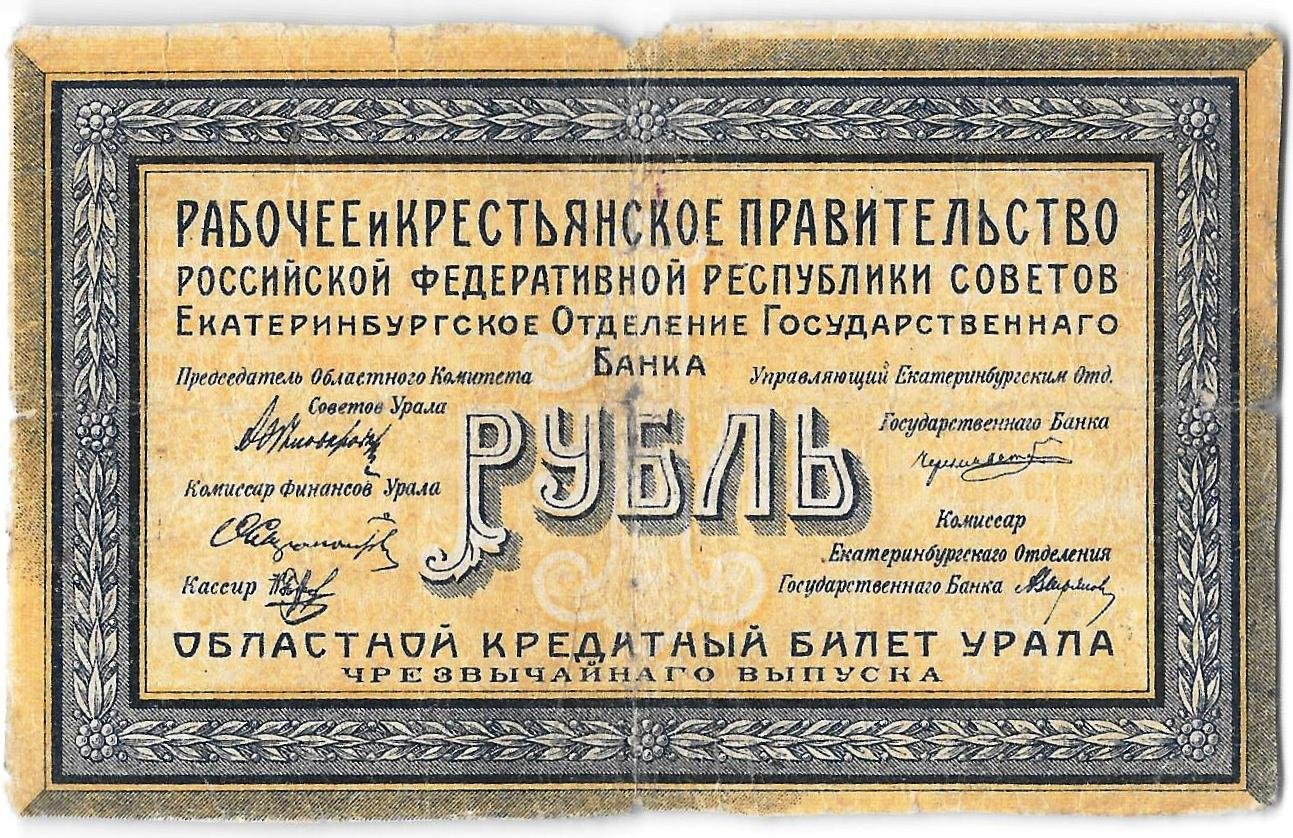 РАБОЧЕЕ и КРЕСТЬЯНСКОЕ ПРАВИТЕЛЬСТВО
РОССИЙСКОЙ ФЕДЕРАТИВНОЙ РЕСПУБЛИКИ СОВЕТОВ
ЕКАТЕРИНБУРГСКОЕ ОТДЕЛЕНИЕ ГОСУДАРСТВЕННАГО
БАНКА
Председатель Областного Комитета
Советов Урала
Комиссар Финансов Урала
Кассир
РУБЛЬ
Управляющий Екатеринбургским Отд.
Государственнаго Банка
Комиссар
Екатеринбургскаго Отделения
Государственнаго Банка
ОБЛАСТНОЙ КРЕДИТНЫЙ БИЛЕТ УРАЛА
ЧРЕЗВЫЧАЙНАГО ВЫПУСКА